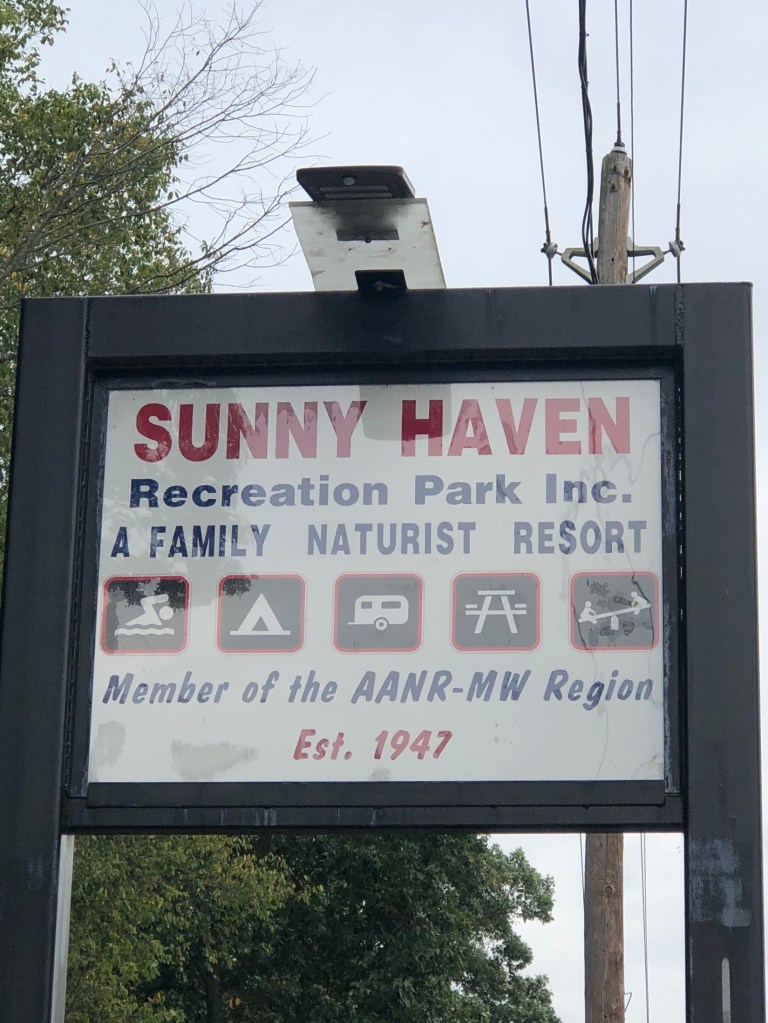 SUNNY HAVEN
Recreation Park Inc.
A FAMILY NATURIST RESORT
Member of the AANR-MW Region
Est. 1947